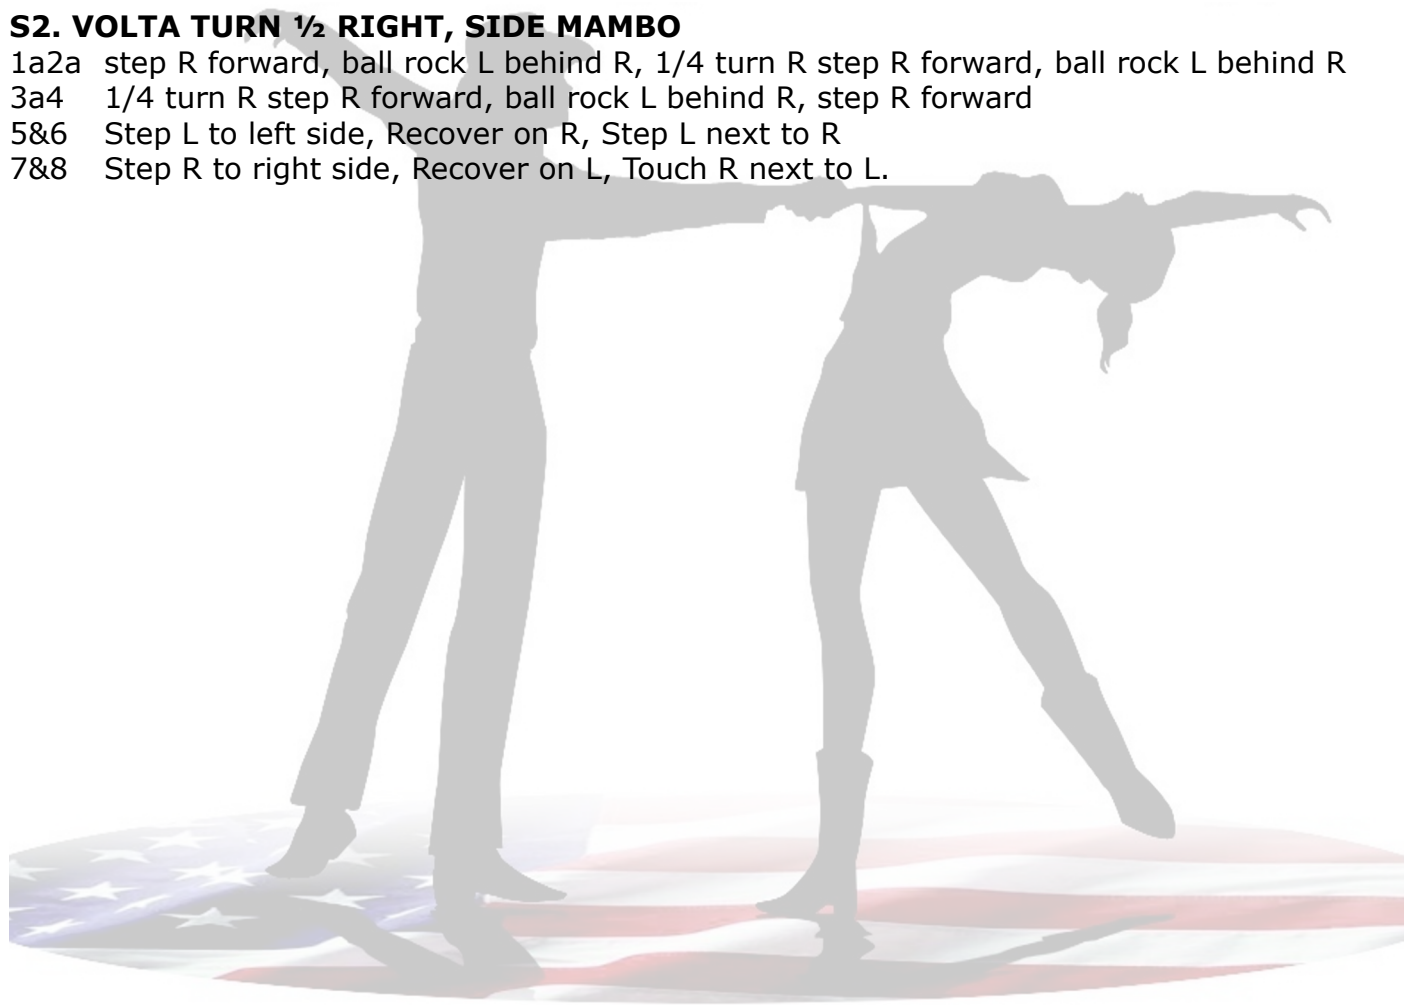 S2. VOLTA TURN ½ RIGHT, SIDE MAMBO
1a2a step R forward, ball rock L behind R, 1/4 turn R step R forward, ball rock L behind R
3a4 1/4 turn R step R forward, ball rock L behind R, step R forward
5&6 Step L to left side, Recover on R, Step L next to R
7&8 Step R to right side, Recover on L, Touch R next to L.